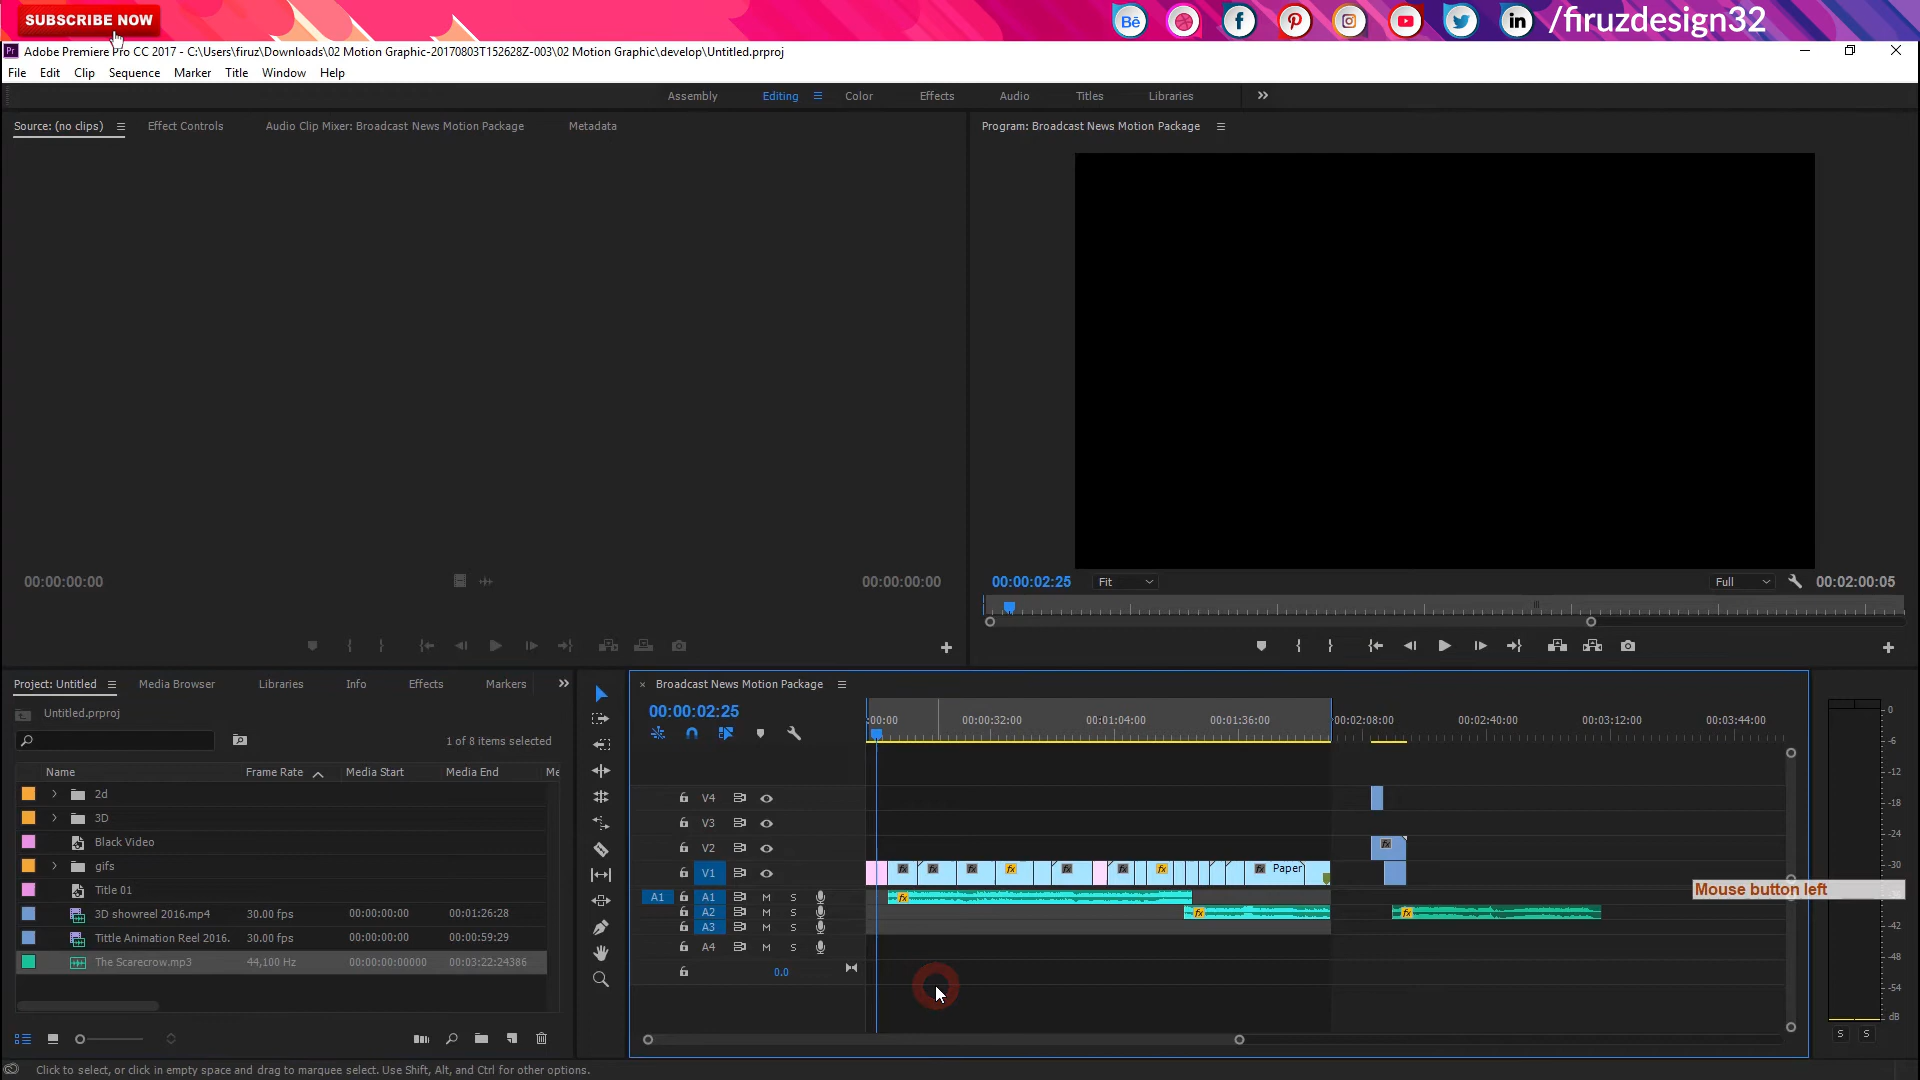 SUBSCRIBE NOW
/firuzdesign32
Adobe Premiere Pro CC 2017 - C:\Users\firuz\Downloads\02 Motion Graphic-20170803T152628Z-003\02 Motion Graphic\develop\Untitled.prproj
File Edit Clip Sequence Marker Title Window Help
Assembly Editing Color Effects Audio Titles Libraries
Source: (no clips) Effect Controls Audio Clip Mixer: Broadcast News Motion Package Metadata
Program: Broadcast News Motion Package
00:00:00:00 00:00:00:00
00:00:02:25 Fit Full 00:02:00:05
Project: Untitled Media Browser Libraries Info Effects Markers
Untitled.prproj
1 of 8 items selected
Name Frame Rate Media Start Media End Me
2d
3D
Black Video
gifs
Title 01
3D showreel 2016.mp4 30.00 fps 00:00:00:00 00:01:26:28
Tittle Animation Reel 2016. 30.00 fps 00:00:00:00 00:00:59:29
The Scarecrow.mp3 44,100 Hz 00:00:00:00000 00:03:22:24386
× Broadcast News Motion Package
00:00:02:25
:00:00 00:00:32:00 00:01:04:00 00:01:36:00 00:02:08:00 00:02:40:00 00:03:12:00 00:03:44:00
V4
V3
V2
V1 fx fx fx fx fx fx fx fx Paper
fx
A1 A1 M S fx
A2 M S fx fx
A3 M S
A4 M S
0.0
Mouse button left
0
-6
-12
-18
-24
-30
-42
-48
-54
dB
S S
Click to select, or click in empty space and drag to marquee select. Use Shift, Alt, and Ctrl for other options.